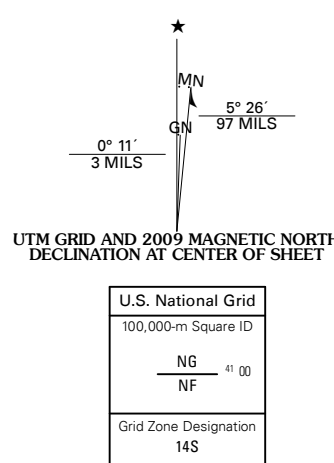 ★
MN
5° 26´
97 MILS
GN
0° 11´
3 MILS
UTM GRID AND 2009 MAGNETIC NORTH
DECLINATION AT CENTER OF SHEET
U.S. National Grid
100,000-m Square ID
NG
41 00
NF
Grid Zone Designation
14S